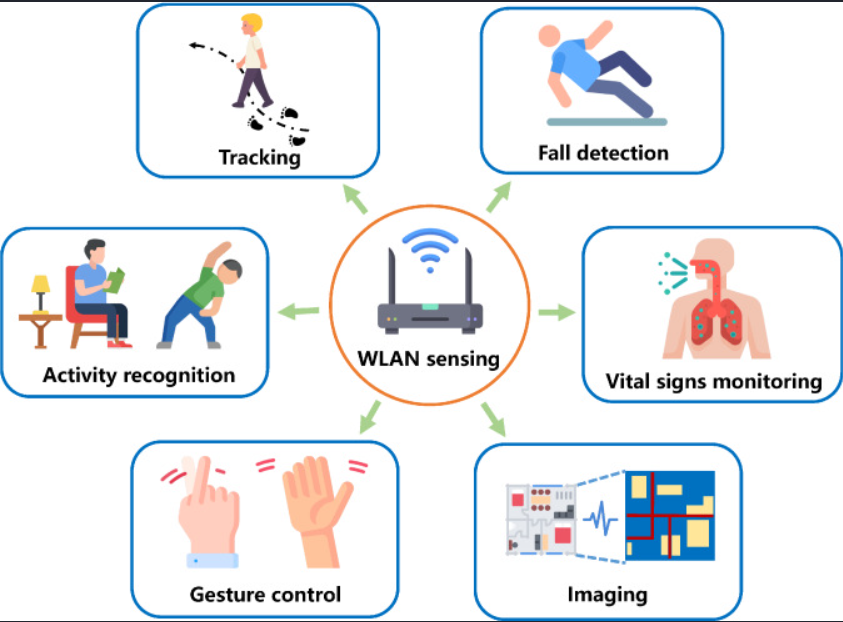 Tracking
Fall detection
Activity recognition
WLAN sensing
Vital signs monitoring
Gesture control
Imaging